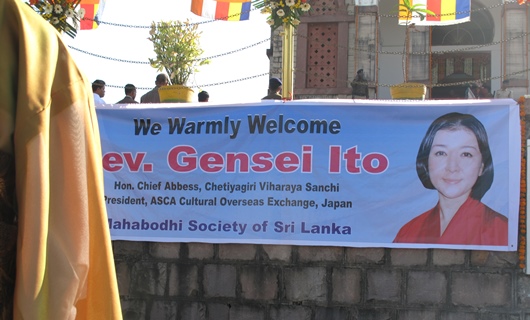 We Warmly Welcome
ev. Gensei Ito
Hon. Chief Abbess, Chetiyagiri Viharaya Sanchi
President, ASCA Cultural Overseas Exchange, Japan
Mahabodhi Society of Sri Lanka